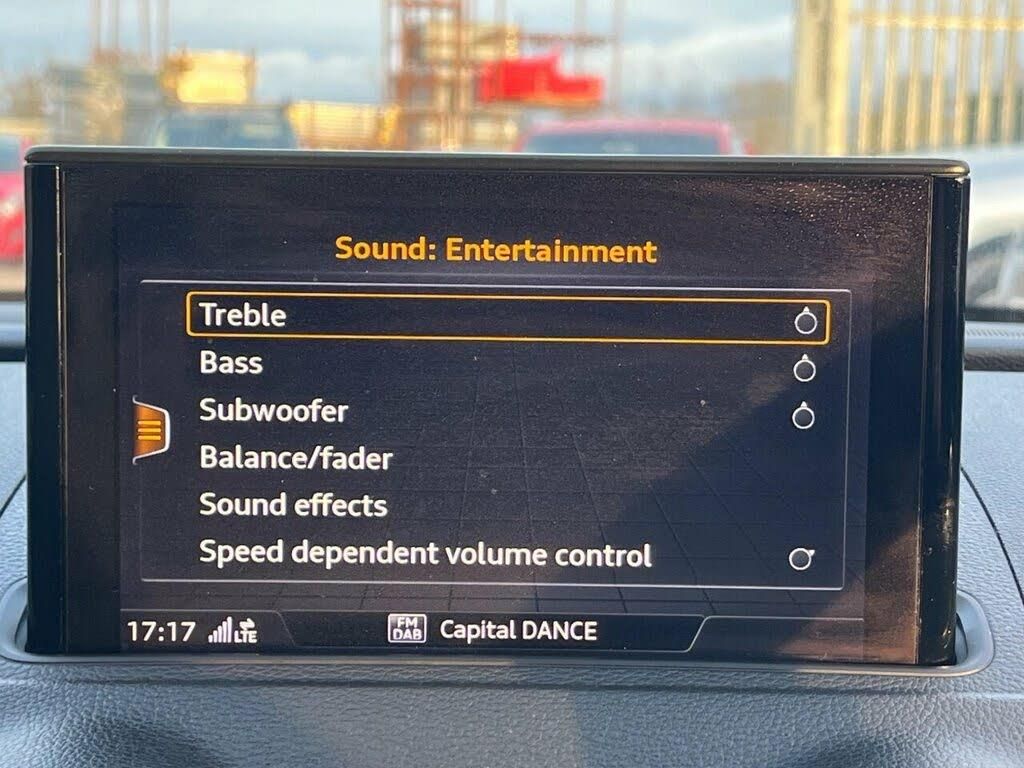 Sound: Entertainment
Treble
Bass
Subwoofer
Balance/fader
Sound effects
Speed dependent volume control
17:17 LTE FM DAB Capital DANCE